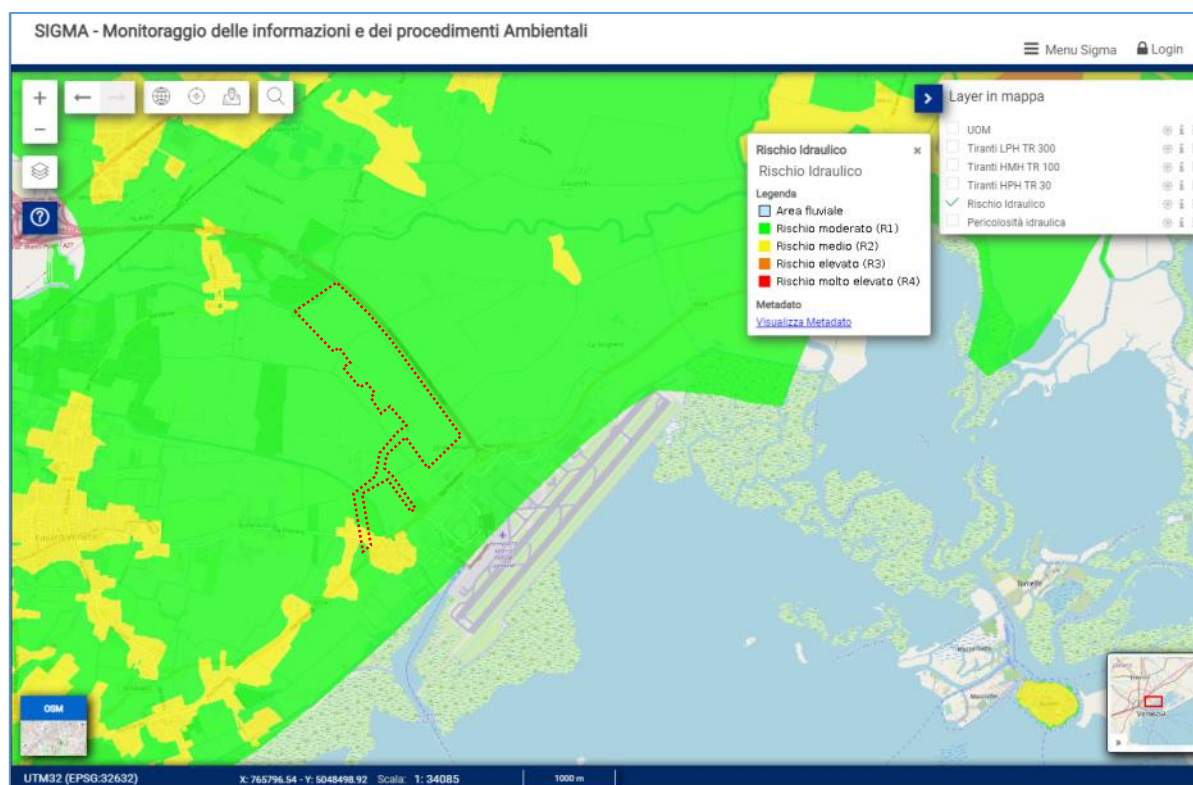 SIGMA - Monitoraggio delle informazioni e dei procedimenti Ambientali
Menu Sigma
Login
Layer in mappa
UOM
Tiranti LPH TR 300
Tiranti HMH TR 100
Tiranti HPH TR 30
Rischio Idraulico
Pericolosità idraulica
Rischio Idraulico
Rischio Idraulico
Legenda
Area fluviale
Rischio moderato (R1)
Rischio medio (R2)
Rischio elevato (R3)
Rischio molto elevato (R4)
Metadato
Visualizza Metadato
A27
Torcello
Venezia
OSM
UTM32 (EPSG:32632)
X: 765796.54 - Y: 5048498.92
Scala: 1: 34085
1000 m